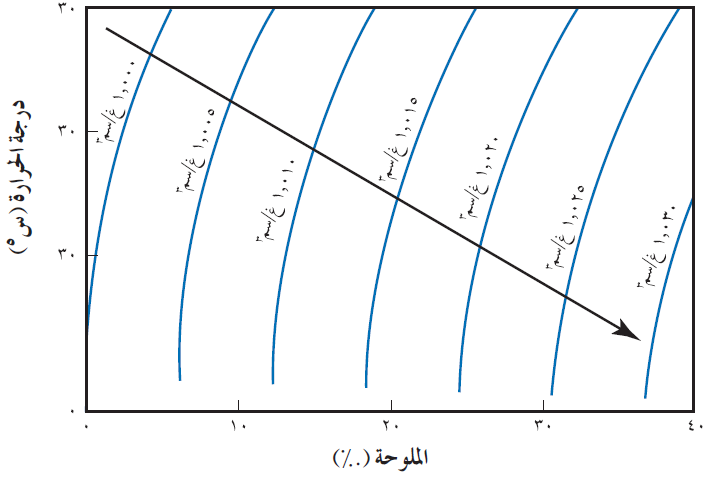 درجة الحرارة (س°)
٣٠
٣٠
٣٠
٠
١,٠٠٠ غ/سم٣
١,٠٠٥ غ/سم٣
١,٠١٠ غ/سم٣
١,٠١٥ غ/سم٣
١,٠٢٠ غ/سم٣
١,٠٢٥ غ/سم٣
١,٠٣٠ غ/سم٣
٠ ١٠ ٢٠ ٣٠ ٤٠
الملوحة (٪.)